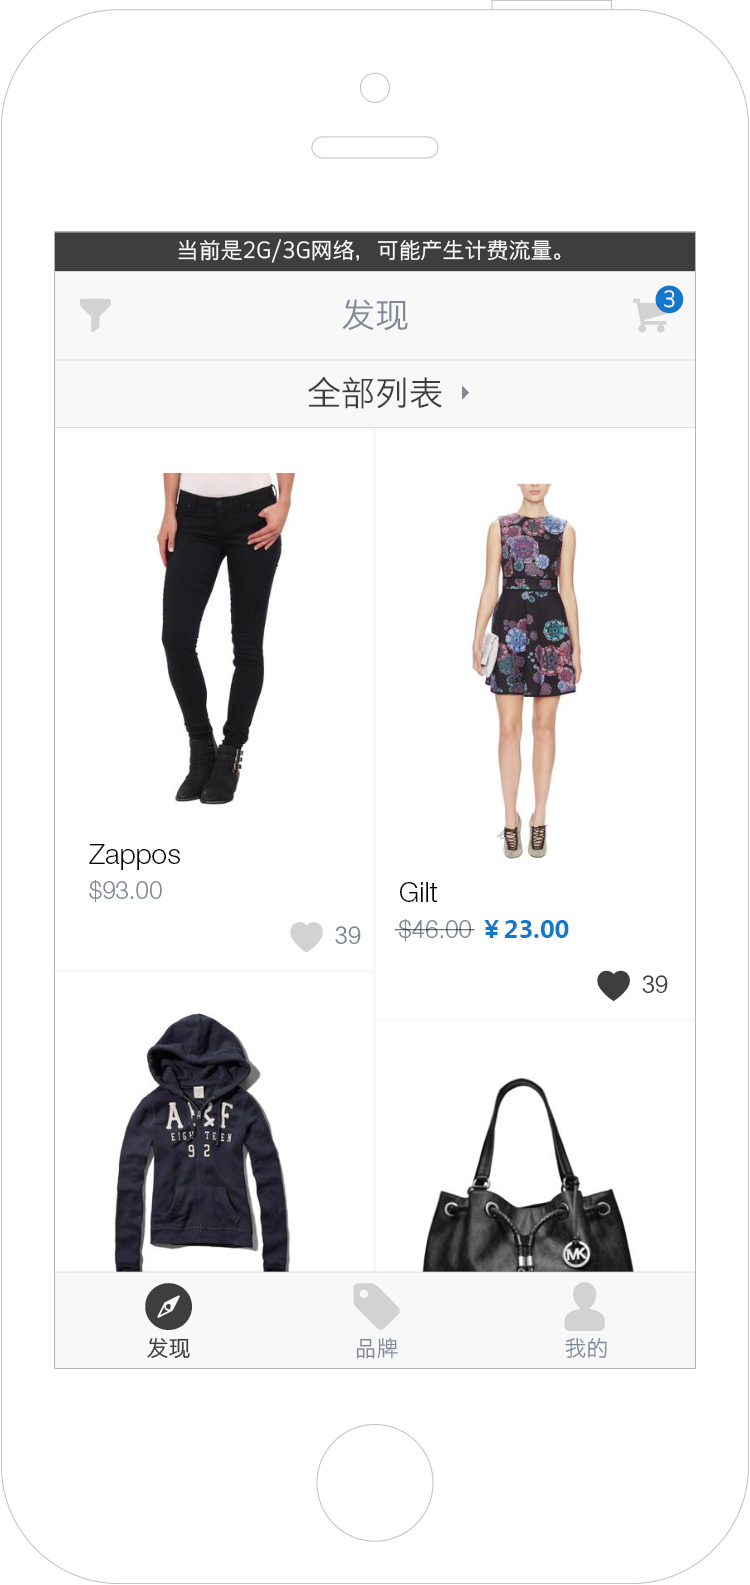 当前是2G/3G网络，可能产生计费流量。
发现
3
全部列表
Zappos
$93.00
39
Gilt
$46.00 ¥23.00
39
A&F
EIGHTEEN
92
MK
发现
品牌
我的